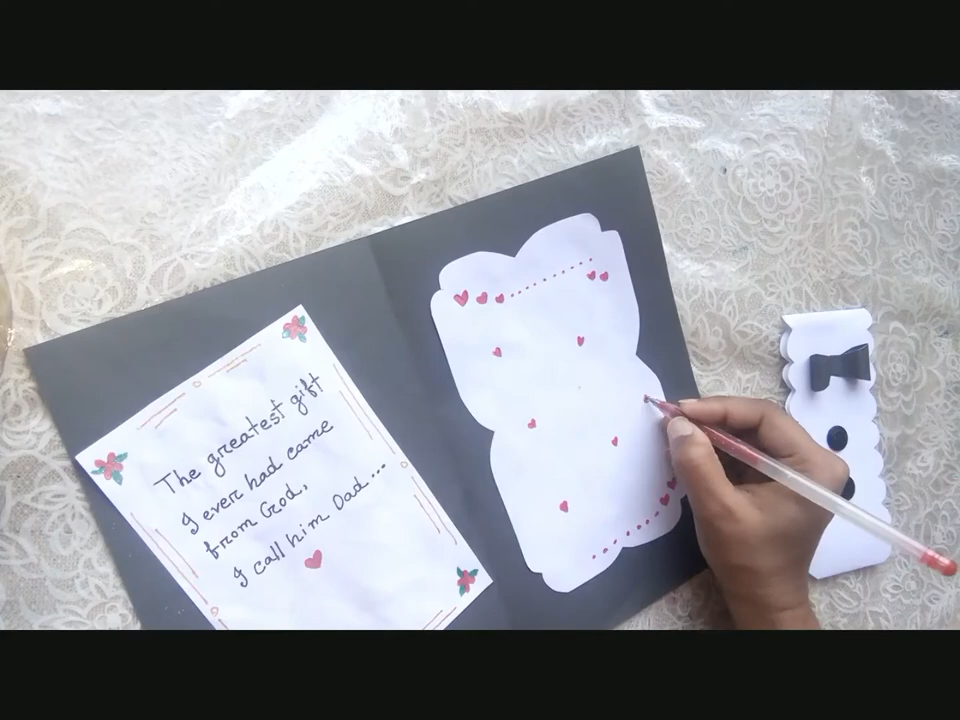 The greatest gift
I ever had came
from God,
I call him Dad...